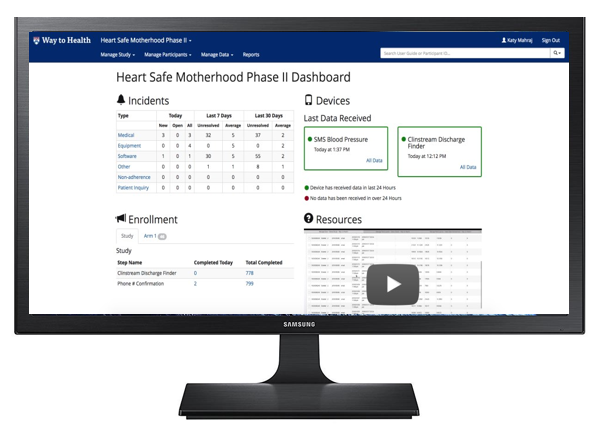 Way to Health Heart Safe Motherhood Phase II Katy Mahraj Sign Out
Manage Study Manage Participants Manage Data Reports Search User Guide or Participant ID...
Heart Safe Motherhood Phase II Dashboard
Incidents
Type Today Last 7 Days Last 30 Days
New Open All Unresolved Average Unresolved Average
Medical 3 0 3 32 5 37 2
Equipment 0 0 4 0 5 0 2
Software 1 0 1 30 5 55 2
Other 0 0 0 1 1 8 1
Non-adherence 0 0 0 0 0 0 0
Patient Inquiry 0 0 0 0 0 0 0
Devices
Last Data Received
SMS Blood Pressure
Today at 1:37 PM
All Data
Clinstream Discharge
Finder
Today at 12:12 PM
All Data
Device has received data in last 24 Hours
No data has been received in over 24 Hours
Enrollment
Study Arm 1
Study
Step Name Completed Today Total Completed
Clinstream Discharge Finder 0 778
Phone # Confirmation 2 799
Resources
SAMSUNG